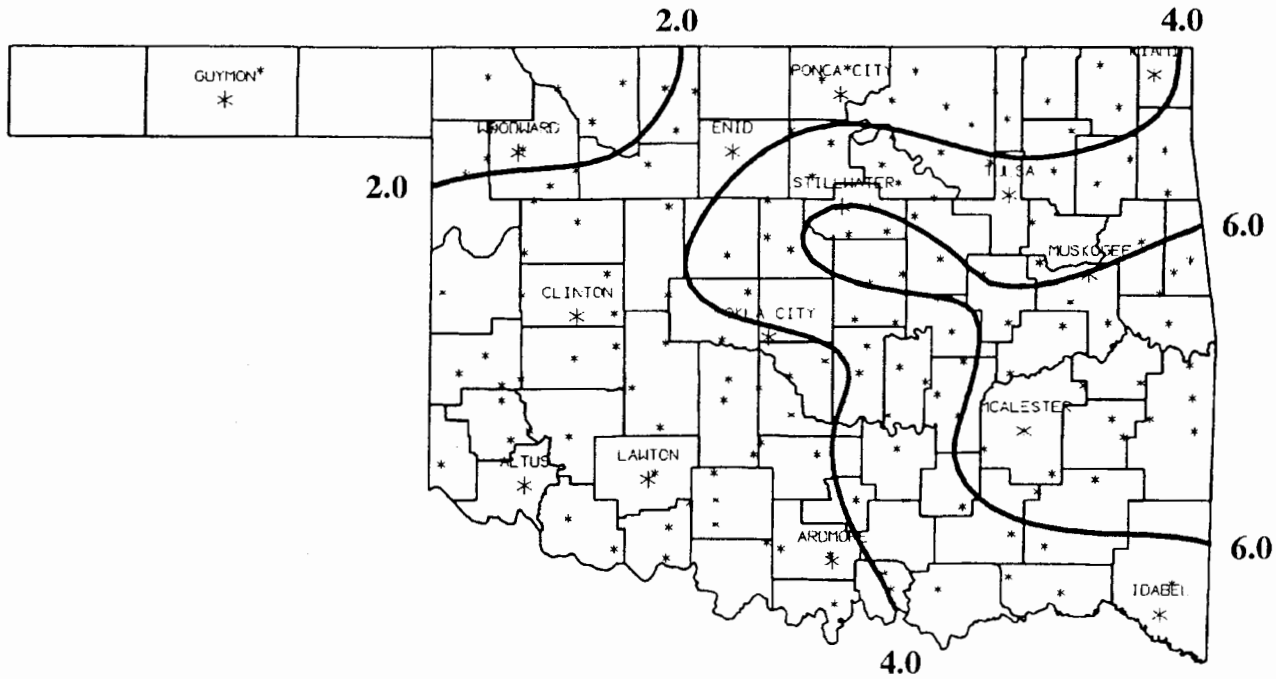 2.0
4.0
GUYMON*
PONCA*CITY
MIAMI
WOODWARD
ENID
2.0
TULSA
STILLWATER
6.0
MUSKOGEE
CLINTON
OKLA CITY
MCALESTER
ALTUS
LAWTON
ARDMORE
6.0
IDABEL
4.0